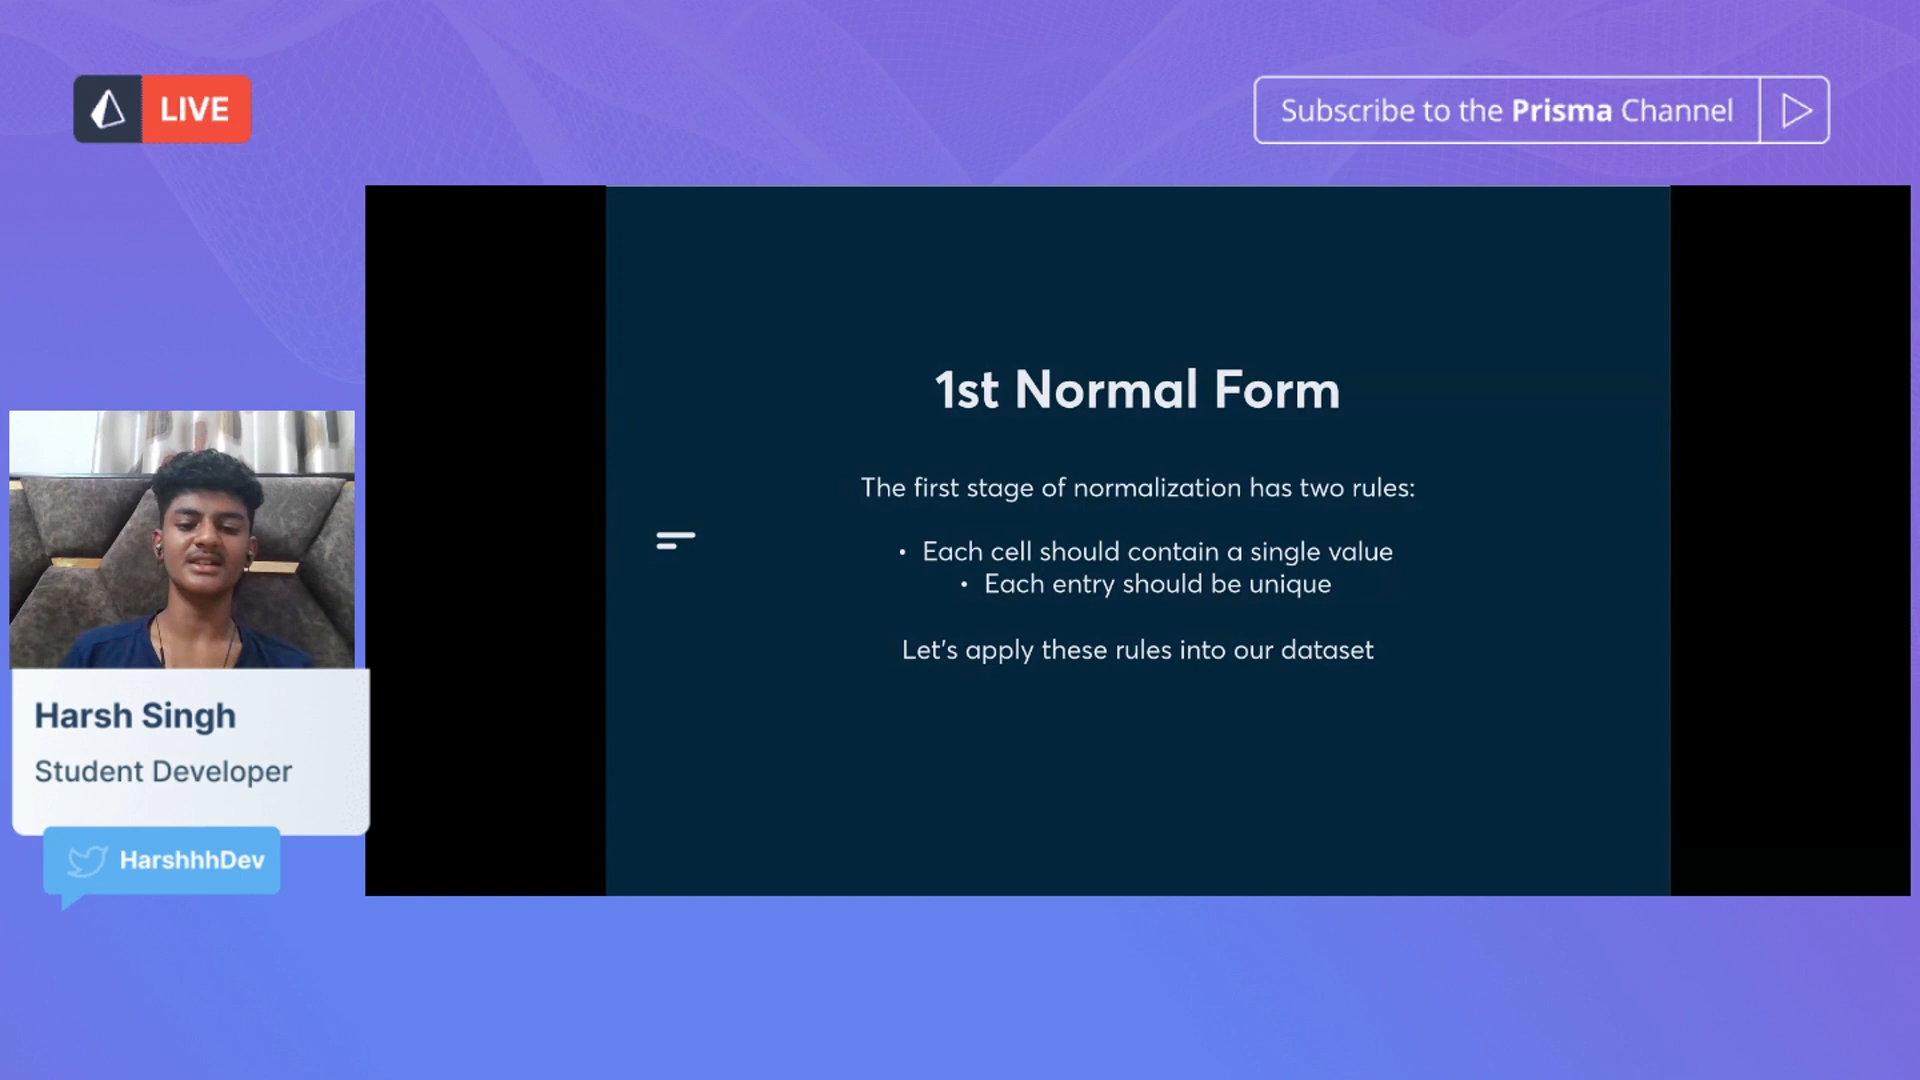 LIVE
Subscribe to the Prisma Channel
1st Normal Form
The first stage of normalization has two rules:
• Each cell should contain a single value
• Each entry should be unique
Let's apply these rules into our dataset
Harsh Singh
Student Developer
HarshhhDev